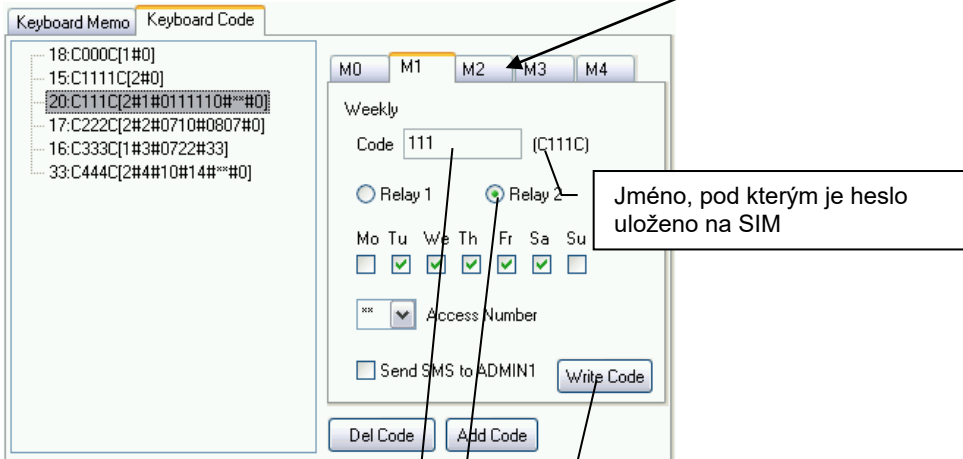 Keyboard Memo Keyboard Code
18:C000C[1#0]
15:C1111C[2#0]
20:C111C[2#1#0111110#**#0]
17:C222C[2#2#0710#0807#0]
16:C333C[1#3#0722#33]
33:C444C[2#4#10#14#**#0]
M0 M1 M2 M3 M4
Weekly
Code 111 (C111C)
Relay 1 Relay 2
Mo Tu We Th Fr Sa Su
** Access Number
Send SMS to ADMIN1 Write Code
Del Code Add Code
Jméno, pod kterým je heslo
uloženo na SIM